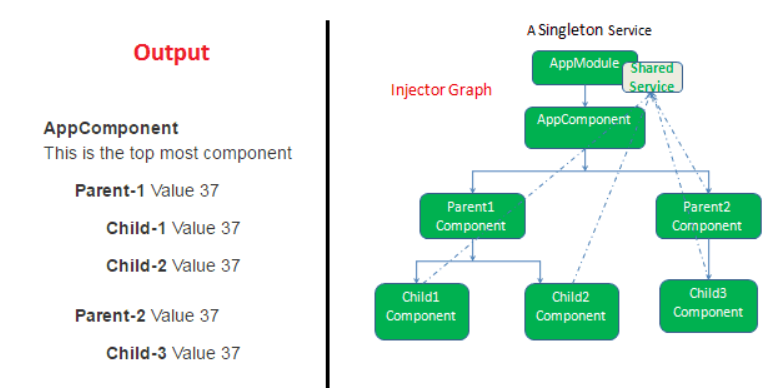 Output
AppComponent
This is the top most component
Parent-1 Value 37
Child-1 Value 37
Child-2 Value 37
Parent-2 Value 37
Child-3 Value 37
A Singleton Service
Injector Graph
AppModule
Shared
Service
AppComponent
Parent1
Component
Parent2
Component
Child1
Component
Child2
Component
Child3
Component